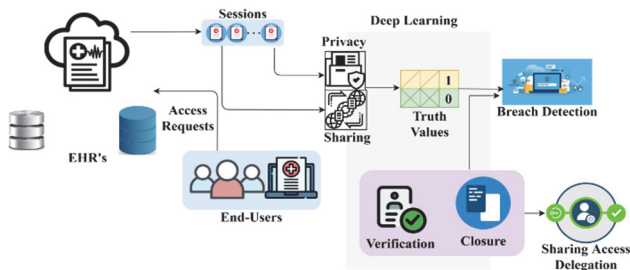 Deep Learning
Sessions
Privacy
1
0
Sharing
Truth
Values
Breach Detection
Access
Requests
EHR's
End-Users
Verification
Closure
Sharing Access
Delegation